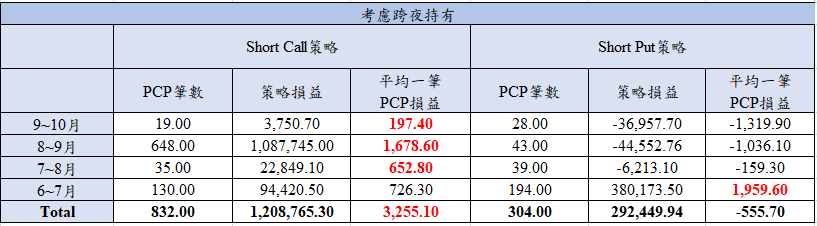 考慮跨夜持有
Short Call策略 Short Put策略
PCP筆數 策略損益 平均一筆PCP損益 PCP筆數 策略損益 平均一筆PCP損益
9~10月 19.00 3,750.70 197.40 28.00 -36,957.70 -1,319.90
8~9月 648.00 1,087,745.00 1,678.60 43.00 -44,552.76 -1,036.10
7~8月 35.00 22,849.10 652.80 39.00 -6,213.10 -159.30
6~7月 130.00 94,420.50 726.30 194.00 380,173.50 1,959.60
Total 832.00 1,208,765.30 3,255.10 304.00 292,449.94 -555.70